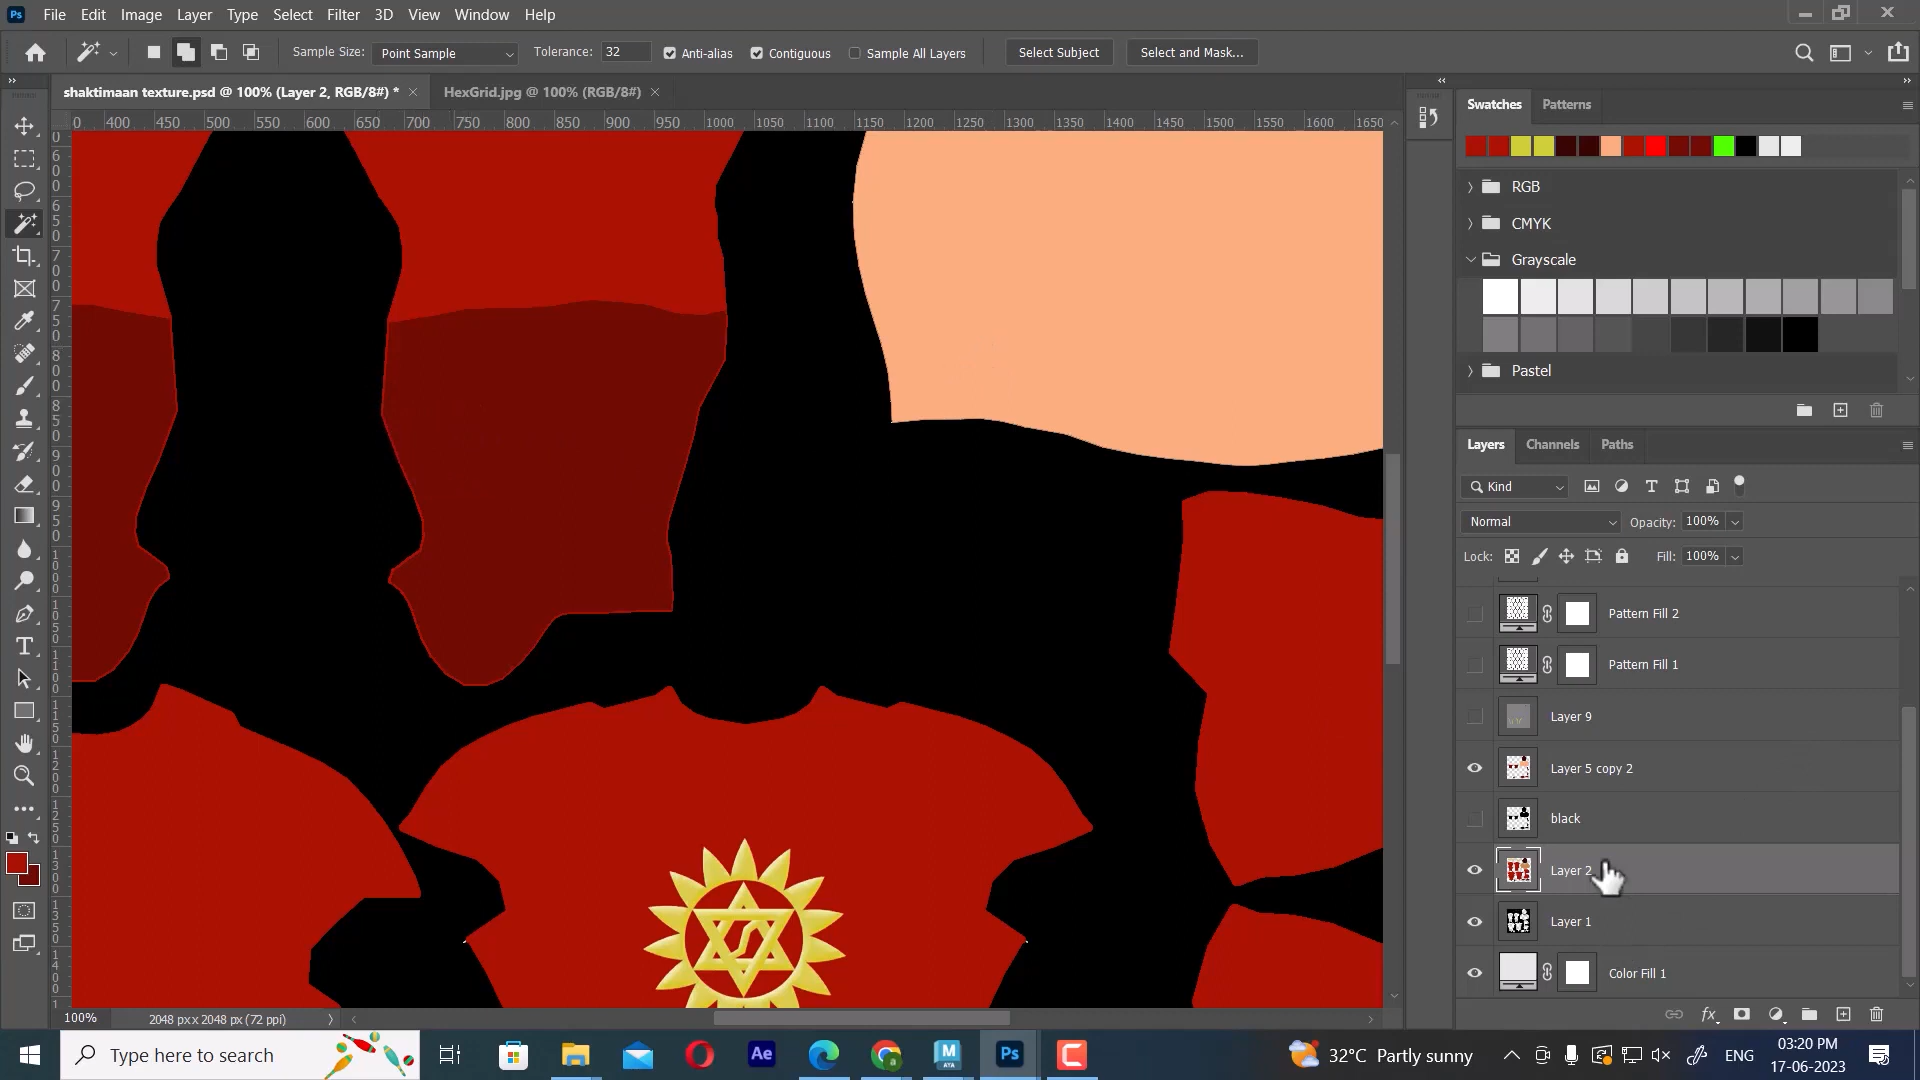 Ps File Edit Image Layer Type Select Filter 3D View Window Help
Sample Size: Point Sample Tolerance: 32 Anti-alias Contiguous Sample All Layers Select Subject Select and Mask...
shaktimaan texture.psd @ 100% (Layer 2, RGB/8#) * × HexGrid.jpg @ 100% (RGB/8#) ×
0 400 450 500 550 600 650 700 750 800 850 900 950 1000 1050 1100 1150 1200 1250 1300 1350 1400 1450 1500 1550 1600 1650
Swatches Patterns
RGB
CMYK
Grayscale
Pastel
Layers Channels Paths
Kind
Normal Opacity: 100%
Lock: Fill: 100%
Pattern Fill 2
Pattern Fill 1
Layer 9
Layer 5 copy 2
black
Layer 2
Layer 1
Color Fill 1
100% 2048 px x 2048 px (72 ppi)
Type here to search
Ae
MAYA
Ps
32°C Partly sunny
ENG
03:20 PM
17-06-2023